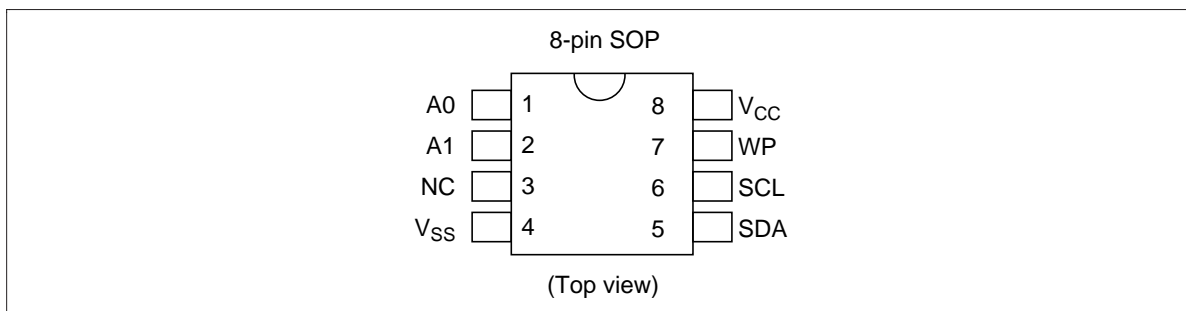 8-pin SOP
A0 1 8 VCC
A1 2 7 WP
NC 3 6 SCL
VSS 4 5 SDA
(Top view)